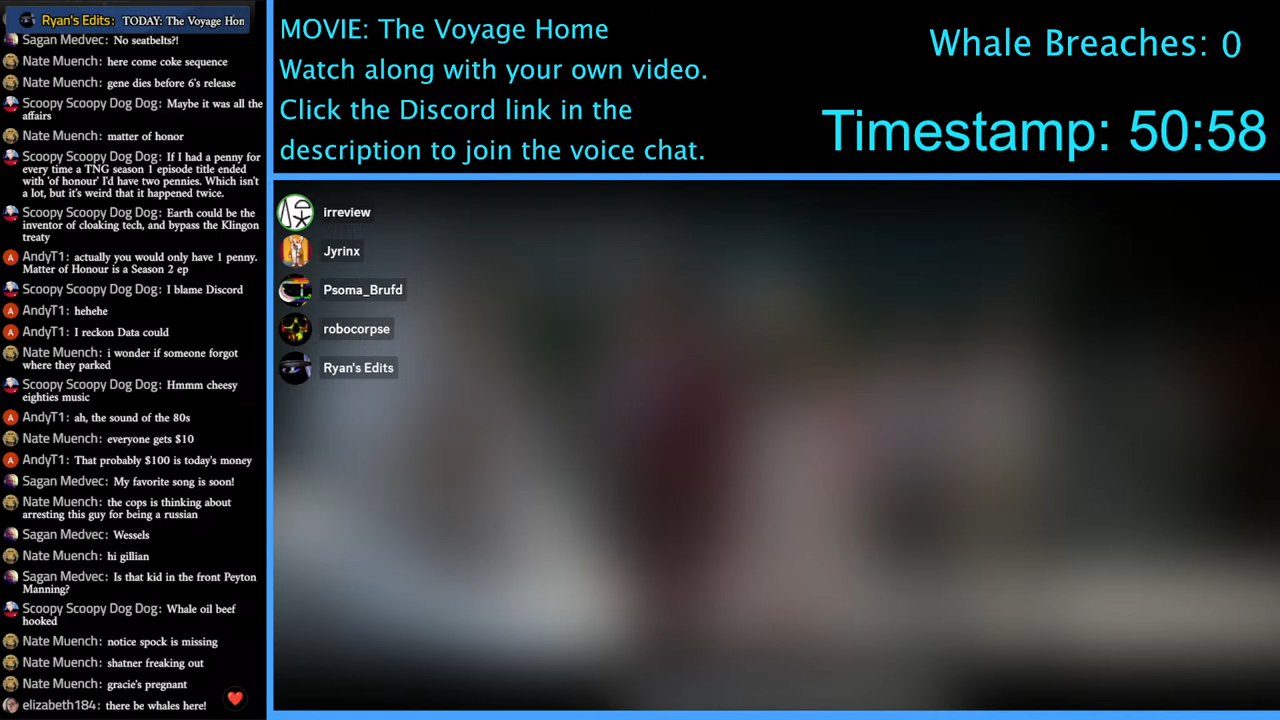 Ryan's Edits: TODAY: The Voyage Hon
Sagan Medvec: No seatbelts?!
Nate Muench: here come coke sequence
Nate Muench: gene dies before 6's release
Scoopy Scoopy Dog Dog: Maybe it was all the
affairs
Nate Muench: matter of honor
Scoopy Scoopy Dog Dog: If I had a penny for
every time a TNG season 1 episode title ended
with 'of honour' I'd have two pennies. Which isn't
a lot, but it's weird that it happened twice.
Scoopy Scoopy Dog Dog: Earth could be the
inventor of cloaking tech, and bypass the Klingon
treaty
A AndyT1: actually you would only have 1 penny.
Matter of Honour is a Season 2 ep
Scoopy Scoopy Dog Dog: I blame Discord
A AndyT1: hehehe
A AndyT1: I reckon Data could
Nate Muench: i wonder if someone forgot
where they parked
Scoopy Scoopy Dog Dog: Hmmm cheesy
eighties music
A AndyT1: ah, the sound of the 80s
Nate Muench: everyone gets $10
A AndyT1: That probably $100 is today's money
Sagan Medvec: My favorite song is soon!
Nate Muench: the cops is thinking about
arresting this guy for being a russian
Sagan Medvec: Wessels
Nate Muench: hi gillian
Sagan Medvec: Is that kid in the front Peyton
Manning?
Scoopy Scoopy Dog Dog: Whale oil beef
hooked
Nate Muench: notice spock is missing
Nate Muench: shatner freaking out
Nate Muench: gracie's pregnant
elizabeth184: there be whales here!
MOVIE: The Voyage Home
Watch along with your own video.
Click the Discord link in the
description to join the voice chat.
Whale Breaches: 0
Timestamp: 50:58
irreview
Jyrinx
Psoma_Brufd
robocorpse
Ryan's Edits